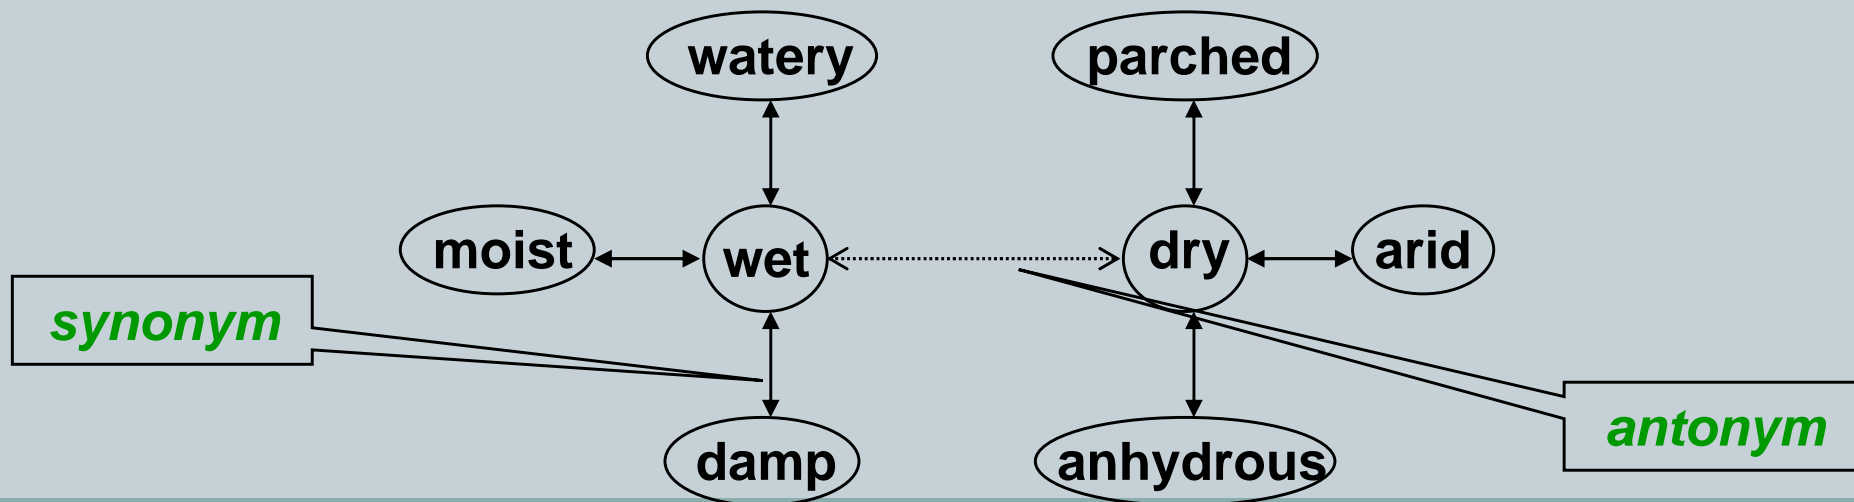 watery parched
moist wet dry arid
synonym
antonym
damp anhydrous